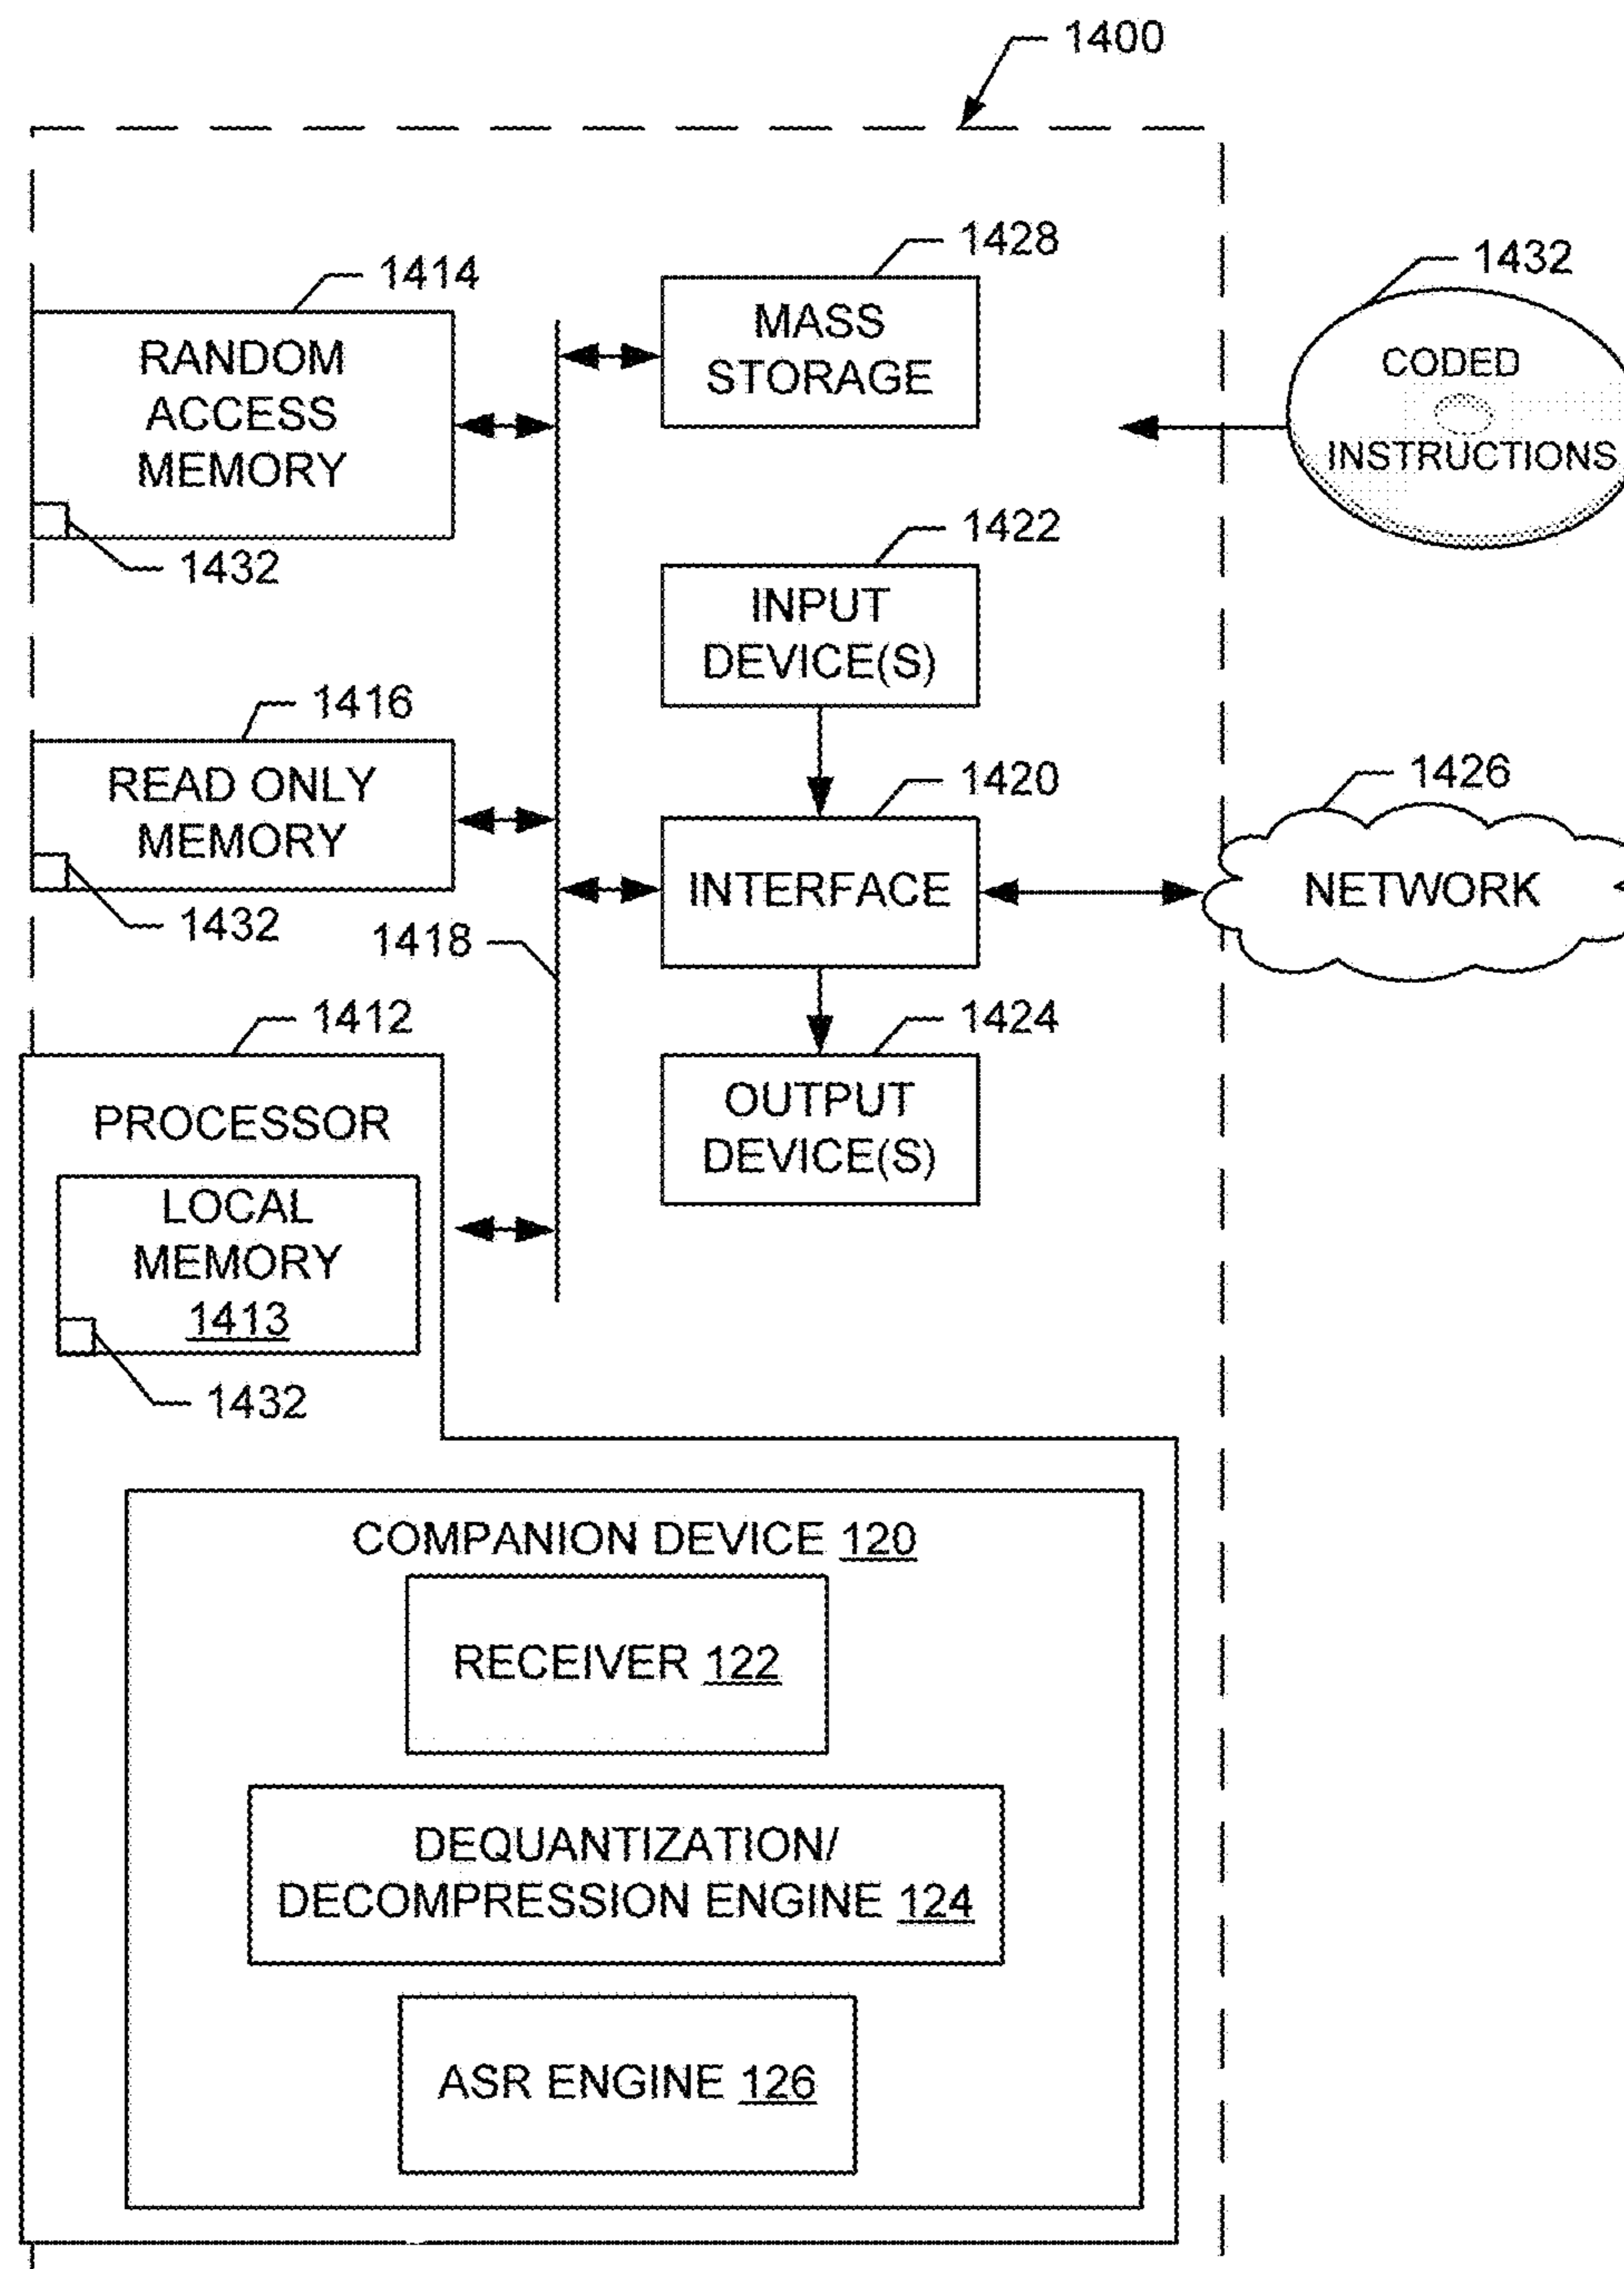 1400
1428
1414
MASS
STORAGE
1432
RANDOM
ACCESS
MEMORY
CODED
INSTRUCTIONS
1432
1422
INPUT
DEVICE(S)
1416
READ ONLY
MEMORY
1432
1420
INTERFACE
1426
NETWORK
1418
1412
1424
OUTPUT
DEVICE(S)
PROCESSOR
LOCAL
MEMORY
1413
1432
COMPANION DEVICE 120
RECEIVER 122
DEQUANTIZATION/
DECOMPRESSION ENGINE 124
ASR ENGINE 126